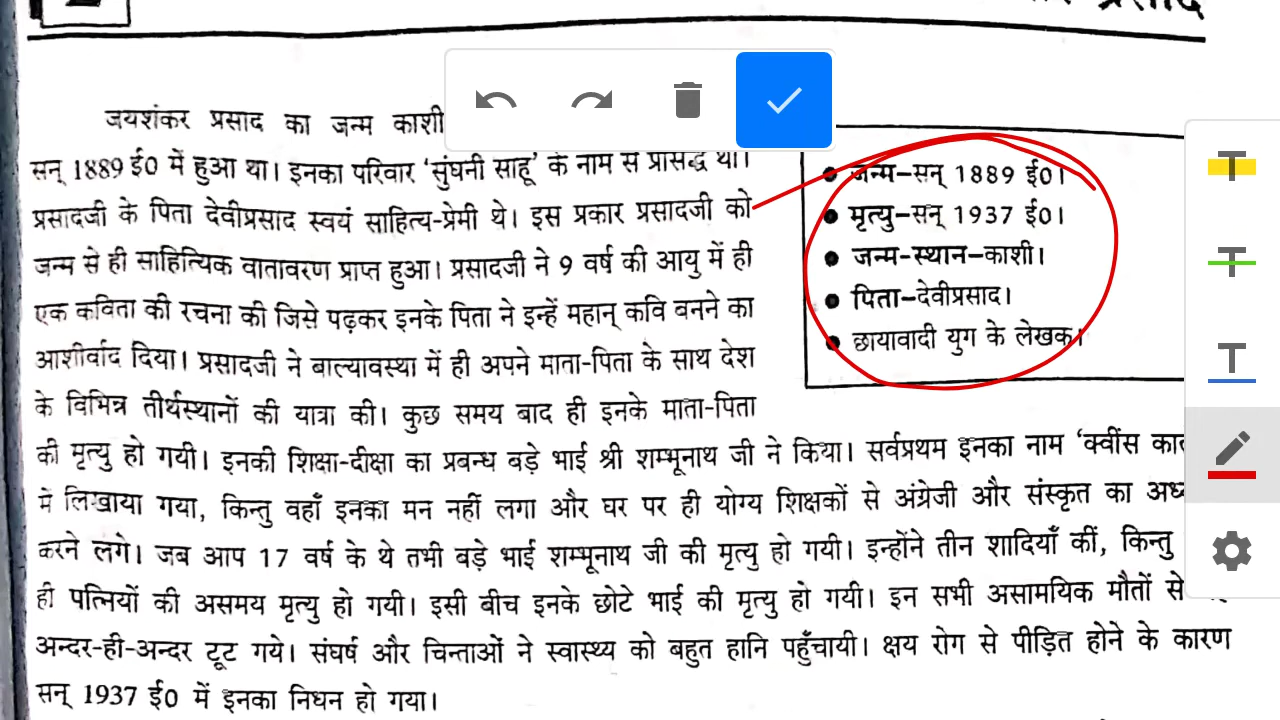 प्रसाद
जयशंकर प्रसाद का जन्म काशी
सन् 1889 ई0 में हुआ था। इनका परिवार ‘सुंघनी साहू’ के नाम से प्रसिद्ध था।
प्रसादजी के पिता देवीप्रसाद स्वयं साहित्य-प्रेमी थे। इस प्रकार प्रसादजी को
जन्म से ही साहित्यिक वातावरण प्राप्त हुआ। प्रसादजी ने 9 वर्ष की आयु में ही
एक कविता की रचना की जिसे पढ़कर इनके पिता ने इन्हें महान् कवि बनने का
आशीर्वाद दिया। प्रसादजी ने बाल्यावस्था में ही अपने माता-पिता के साथ देश
के विभिन्न तीर्थस्थानों की यात्रा की। कुछ समय बाद ही इनके माता-पिता
● जन्म–सन् 1889 ई0।
● मृत्यु–सन् 1937 ई0।
● जन्म-स्थान–काशी।
● पिता–देवीप्रसाद।
● छायावादी युग के लेखक।
की मृत्यु हो गयी। इनकी शिक्षा-दीक्षा का प्रबन्ध बड़े भाई श्री शम्भूनाथ जी ने किया। सर्वप्रथम इनका नाम ‘क्वींस
में लिखाया गया, किन्तु वहाँ इनका मन नहीं लगा और घर पर ही योग्य शिक्षकों से अंग्रेजी और संस्कृत का
करने लगे। जब आप 17 वर्ष के थे तभी बड़े भाई शम्भूनाथ जी की मृत्यु हो गयी। इन्होंने तीन शादियाँ कीं, किन्तु
ही पत्नियों की असमय मृत्यु हो गयी। इसी बीच इनके छोटे भाई की मृत्यु हो गयी। इन सभी असामयिक मौतों से
अन्दर-ही-अन्दर टूट गये। संघर्ष और चिन्ताओं ने स्वास्थ्य को बहुत हानि पहुँचायी। क्षय रोग से पीड़ित होने के कारण
सन् 1937 ई0 में इनका निधन हो गया।